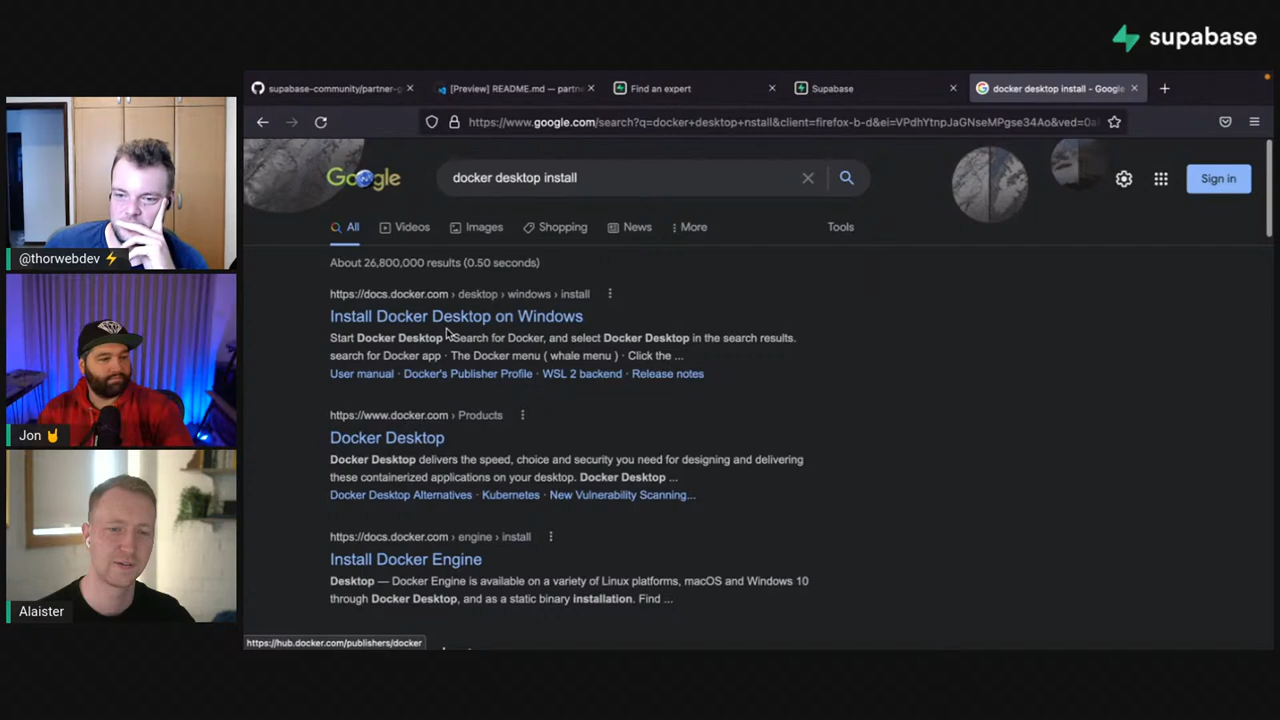 supabase
supabase-community/partner-g
[Preview] README.md — partne
Find an expert
Supabase
docker desktop install - Google
https://www.google.com/search?q=docker+desktop+nstall&client=firefox-b-d&ei=VPdhYtnpJaGNseMPgse34Ao&ved=0a
Google
docker desktop install
Sign in
All
Videos
Images
Shopping
News
More
Tools
About 26,800,000 results (0.50 seconds)
https://docs.docker.com › desktop › windows › install
Install Docker Desktop on Windows
Start Docker Desktop · Search for Docker, and select Docker Desktop in the search results.
search for Docker app · The Docker menu ( whale menu ) · Click the ...
User manual · Docker's Publisher Profile · WSL 2 backend · Release notes
https://www.docker.com › Products
Docker Desktop
Docker Desktop delivers the speed, choice and security you need for designing and delivering
these containerized applications on your desktop. Docker Desktop ...
Docker Desktop Alternatives · Kubernetes · New Vulnerability Scanning...
https://docs.docker.com › engine › install
Install Docker Engine
Desktop — Docker Engine is available on a variety of Linux platforms, macOS and Windows 10
through Docker Desktop, and as a static binary installation. Find ...
https://hub.docker.com/publishers/docker
@thorwebdev ⚡
Jon 🤘
Alaister